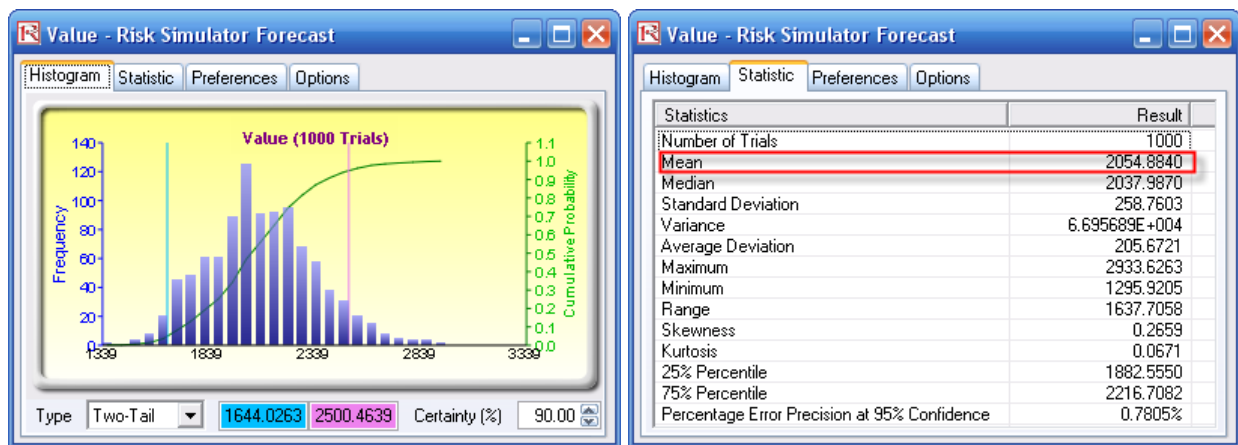 Value - Risk Simulator Forecast
Histogram Statistic Preferences Options
Value (1000 Trials)
Frequency
140
120
100
80
60
40
20
0
1339 1839 2339 2839 3339
1.1
1.0
0.9
0.8
0.7
0.6
0.5
0.4
0.3
0.2
0.1
0.0
Cumulative Probability
Type Two-Tail 1644.0263 2500.4639 Certainty (%) 90.00
Value - Risk Simulator Forecast
Histogram Statistic Preferences Options
Statistics Result
Number of Trials 1000
Mean 2054.8840
Median 2037.9870
Standard Deviation 258.7603
Variance 6.695689E+004
Average Deviation 205.6721
Maximum 2933.6263
Minimum 1295.9205
Range 1637.7058
Skewness 0.2659
Kurtosis 0.0671
25% Percentile 1882.5550
75% Percentile 2216.7082
Percentage Error Precision at 95% Confidence 0.7805%